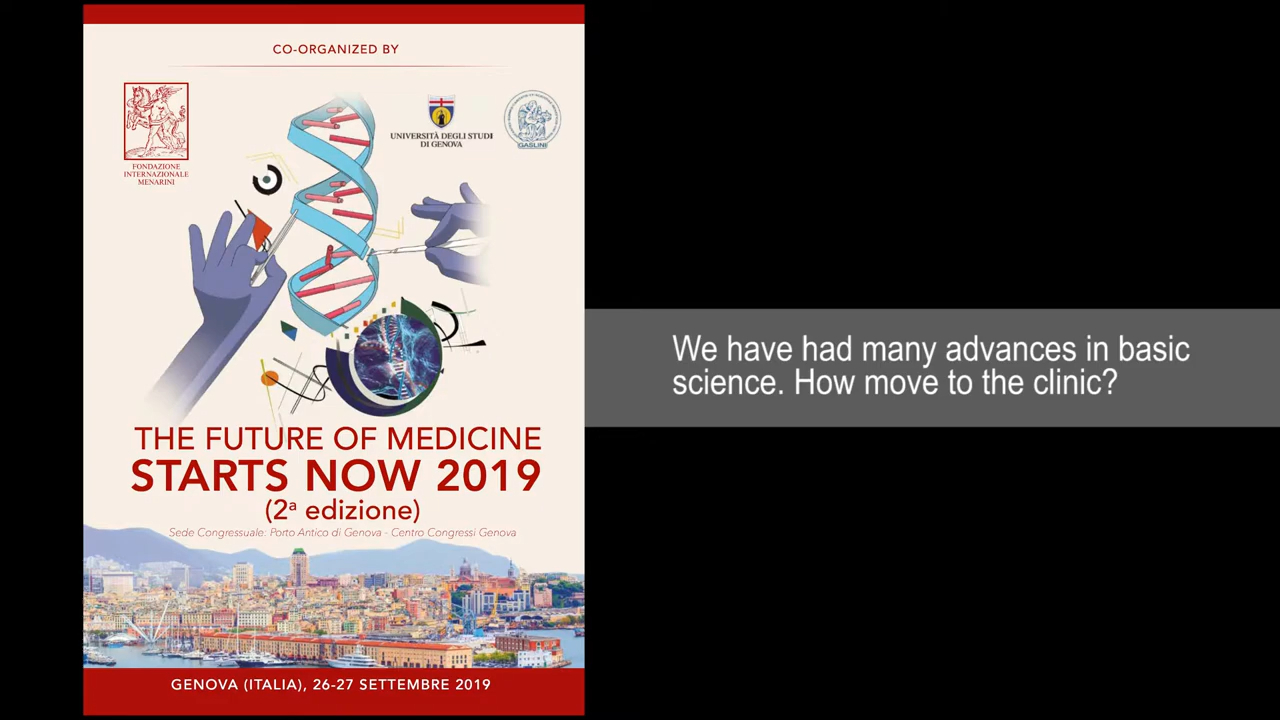 CO-ORGANIZED BY
FONDAZIONE
INTERNAZIONALE
MENARINI
UNIVERSITÀ DEGLI STUDI
DI GENOVA
GASLINI
THE FUTURE OF MEDICINE
STARTS NOW 2019
(2ª edizione)
Sede Congressuale: Porto Antico di Genova - Centro Congressi Genova
GENOVA (ITALIA), 26-27 SETTEMBRE 2019
We have had many advances in basic
science. How move to the clinic?